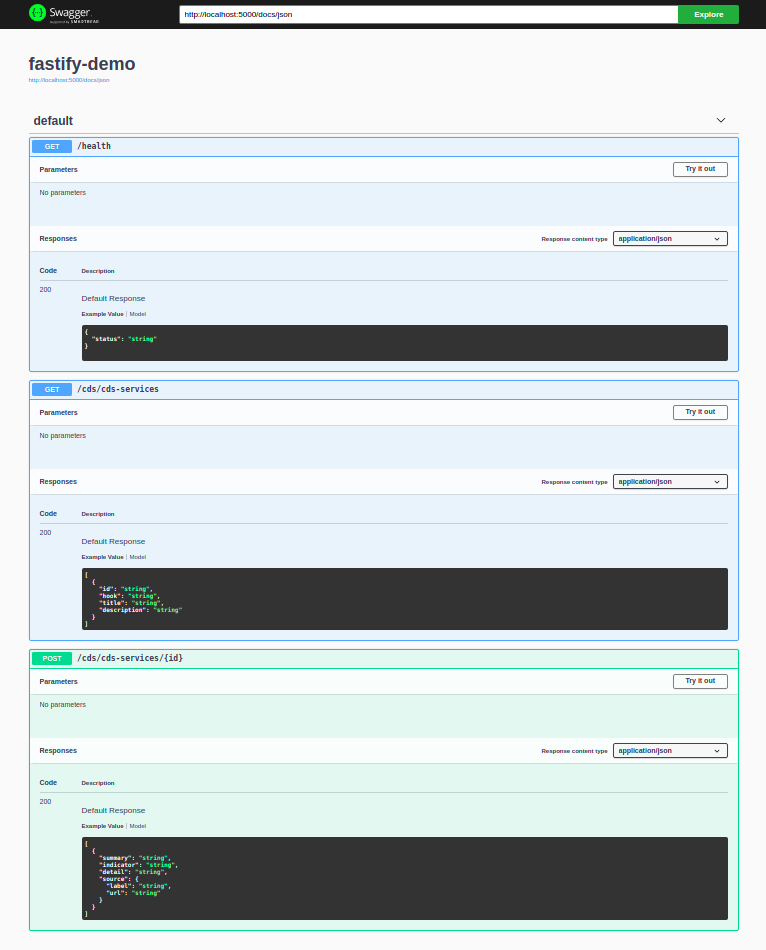 Swagger
Supported by SMARTBEAR
http://localhost:5000/docs/json
Explore
fastify-demo
http://localhost:5000/docs/json
default
GET /health
Parameters
Try it out
No parameters
Responses
Response content type application/json
Code Description
200
Default Response
Example Value | Model
{
"status": "string"
}
GET /cds/cds-services
Parameters
Try it out
No parameters
Responses
Response content type application/json
Code Description
200
Default Response
Example Value | Model
[
{
"id": "string",
"hook": "string",
"title": "string",
"description": "string"
}
]
POST /cds/cds-services/{id}
Parameters
Try it out
No parameters
Responses
Response content type application/json
Code Description
200
Default Response
Example Value | Model
[
{
"summary": "string",
"indicator": "string",
"detail": "string",
"source": {
"label": "string",
"url": "string"
}
}
]